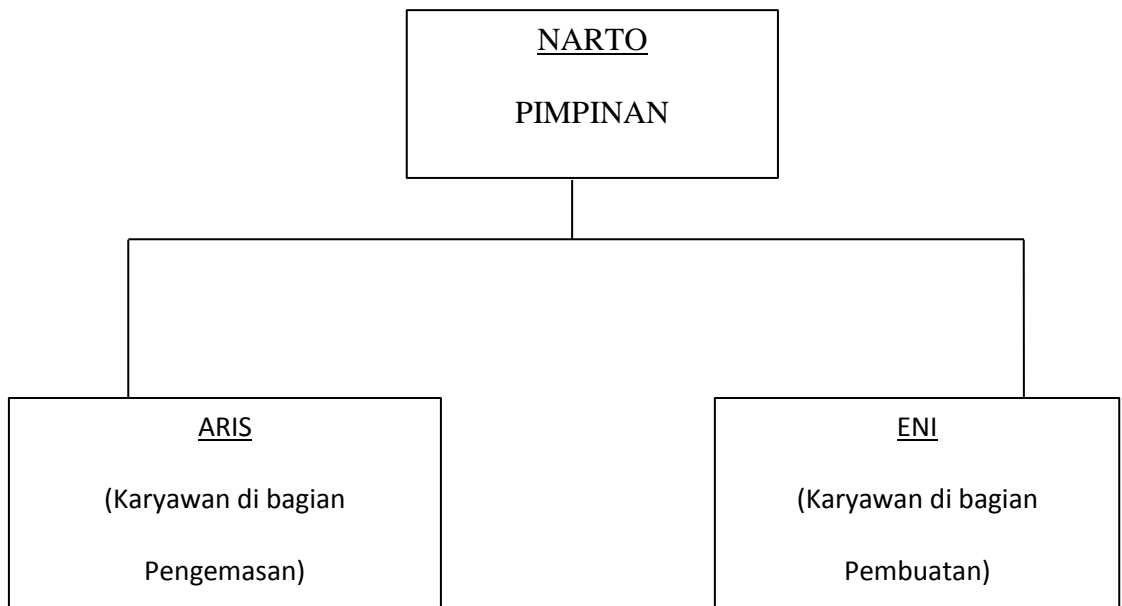 NARTO
PIMPINAN
ARIS
(Karyawan di bagian
Pengemasan)
ENI
(Karyawan di bagian
Pembuatan)